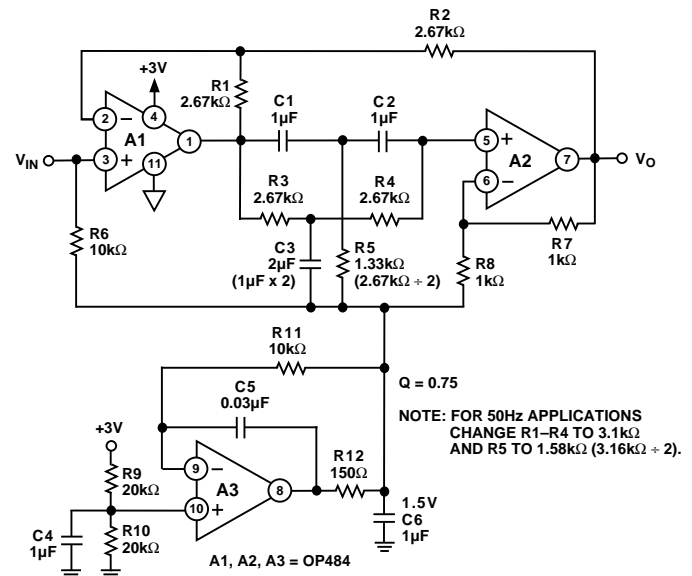 R2
2.67kΩ
+3V
R1
2.67kΩ
C1
1µF
C2
1µF
2
−
4
A1
1
3
+
11
VIN
5
+
A2
7
6
−
VO
R3
2.67kΩ
R4
2.67kΩ
R6
10kΩ
C3
2µF
(1µF x 2)
R5
1.33kΩ
(2.67kΩ ÷ 2)
R8
1kΩ
R7
1kΩ
R11
10kΩ
C5
0.03µF
Q = 0.75
NOTE: FOR 50Hz APPLICATIONS
CHANGE R1–R4 TO 3.1kΩ
AND R5 TO 1.58kΩ (3.16kΩ ÷ 2).
+3V
R9
20kΩ
9
−
A3
8
10
+
R12
150Ω
C4
1µF
R10
20kΩ
1.5V
C6
1µF
A1, A2, A3 = OP484